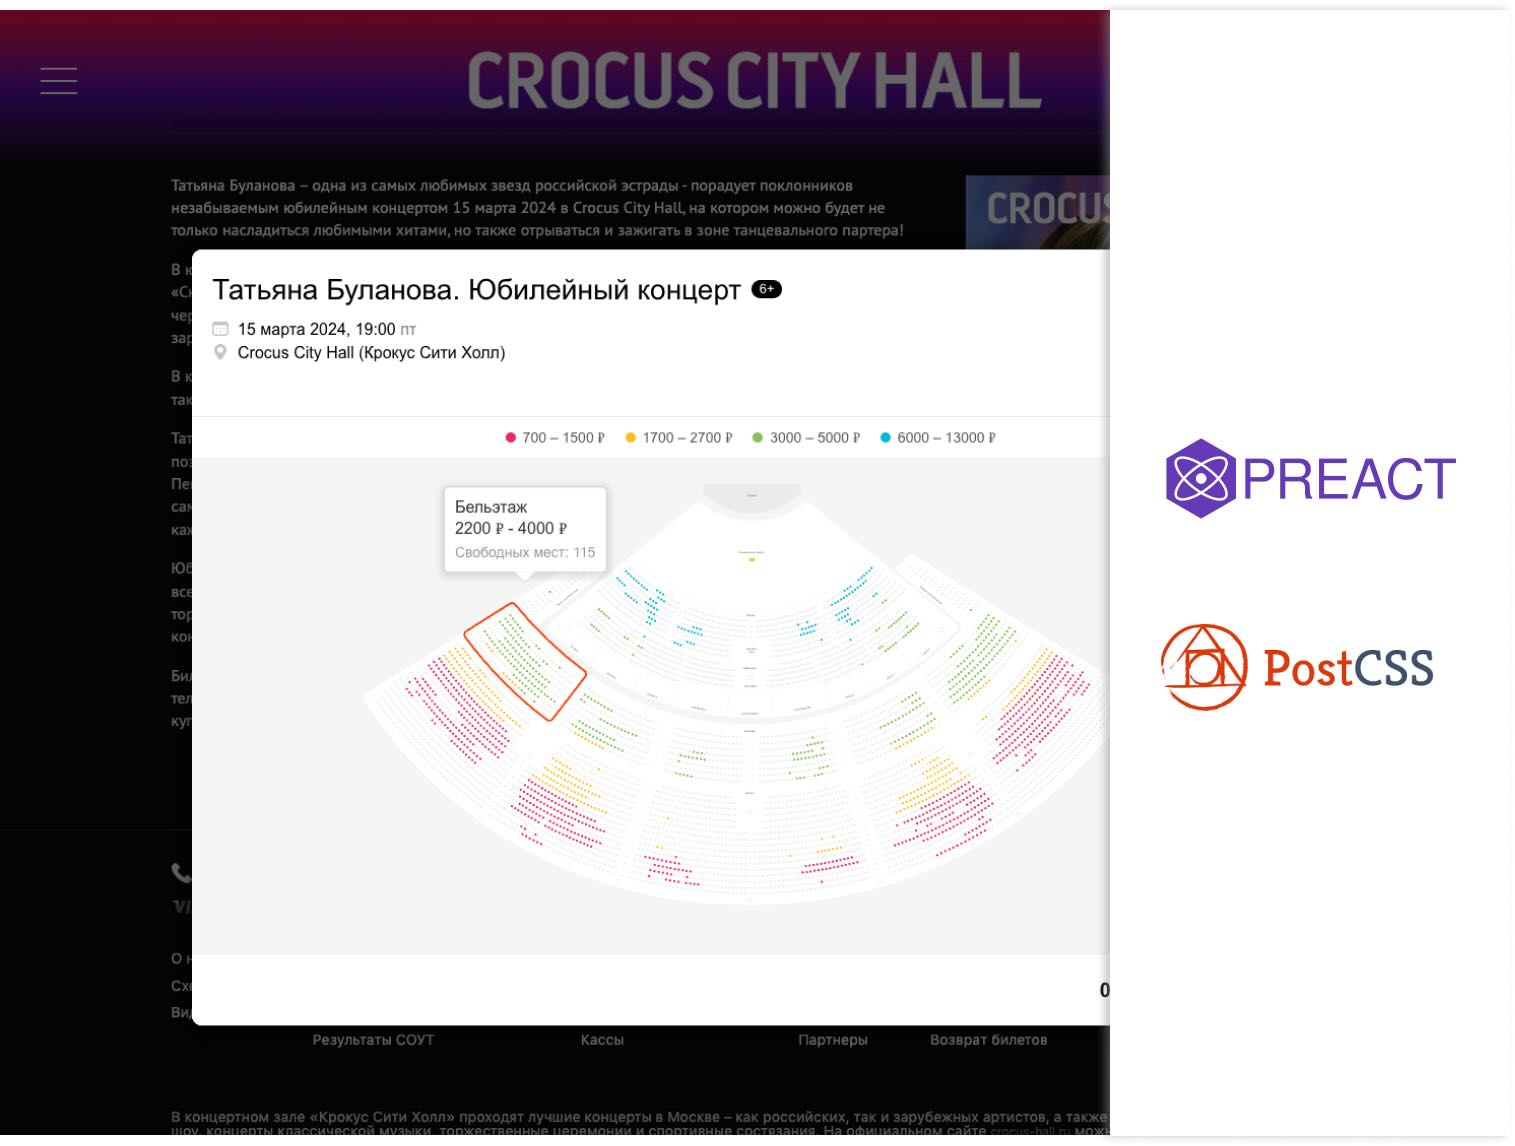 CROCUS CITY HALL
Татьяна Буланова – одна из самых любимых звезд российской эстрады - порадует поклонников
незабываемым юбилейным концертом 15 марта 2024 в Crocus City Hall, на котором можно будет не
только насладиться любимыми хитами, но также отрываться и зажигать в зоне танцевального партера!
CROCUS
Татьяна Буланова. Юбилейный концерт 6+
15 марта 2024, 19:00 пт
Crocus City Hall (Крокус Сити Холл)
700 – 1500 ₽ 1700 – 2700 ₽ 3000 – 5000 ₽ 6000 – 13000 ₽
Бельэтаж
2200 ₽ - 4000 ₽
Свободных мест: 115
PREACT
PostCSS
0
Результаты СОУТ Кассы Партнеры Возврат билетов
В концертном зале «Крокус Сити Холл» проходят лучшие концерты в Москве – как российских, так и зарубежных артистов, а также
шоу, концерты классической музыки, торжественные церемонии и спортивные состязания. На официальном сайте crocus-hall.ru